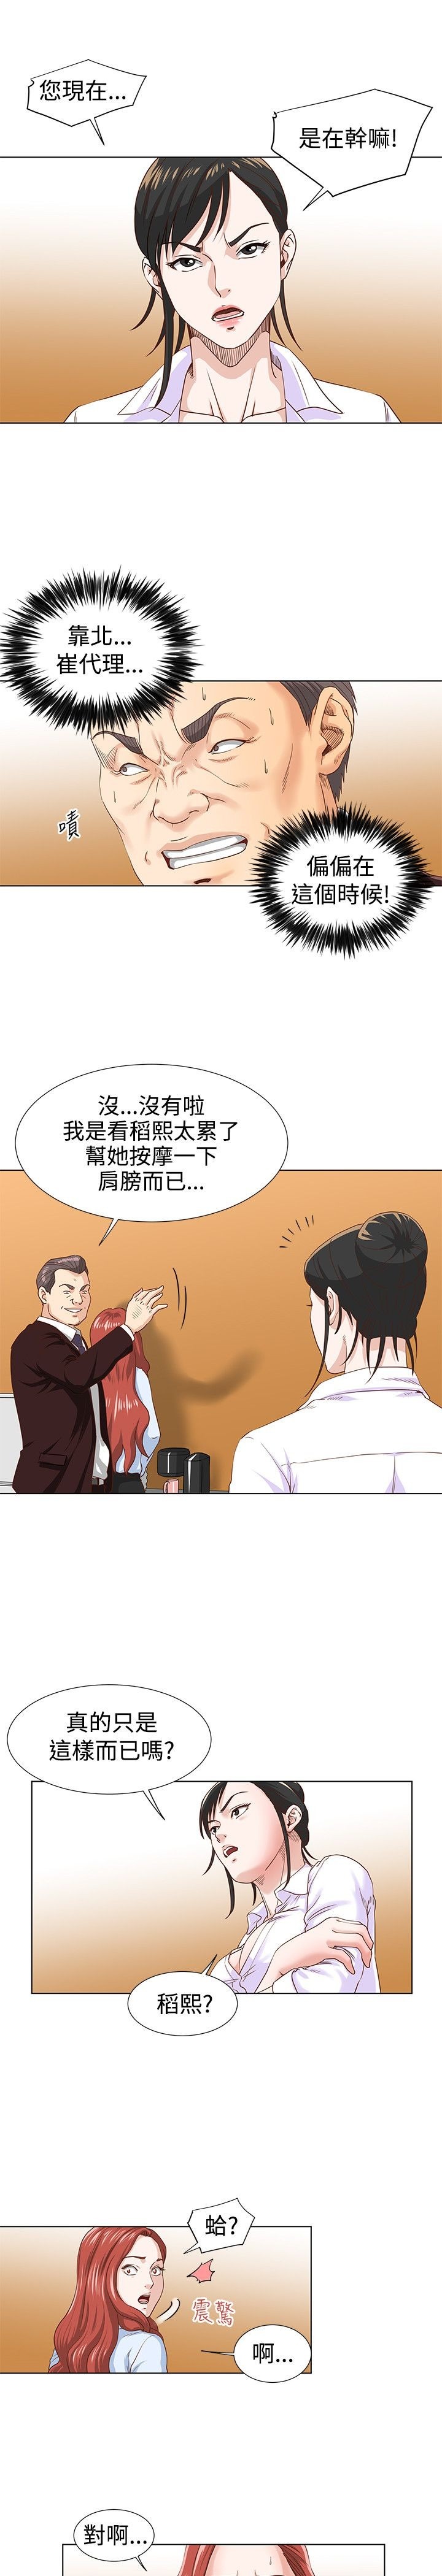 您現在...
是在幹嘛!
靠北...
崔代理...
嘖
偏偏在
這個時候!
沒...沒有啦
我是看稻熙太累了
幫她按摩一下
肩膀而已...
真的只是
這樣而已嗎?
稻熙?
蛤?
震驚
啊...
對啊...